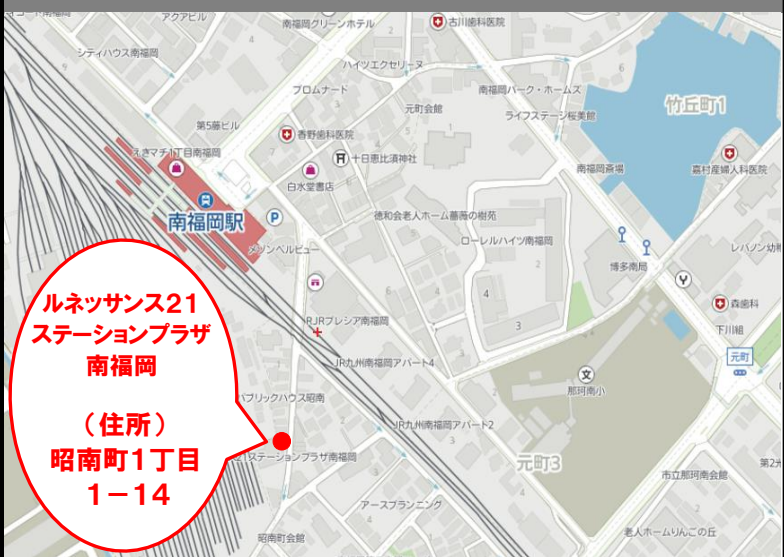 アクアビル
南福岡グリーンホテル
古川歯科医院
シティハウス南福岡
ハイツエクセリーヌ
プロムナード
元町会館
南福岡パーク・ホームズ
ライフステージ桜美館
竹丘町1
第5藤ビル
香野歯科医院
えきマチ1丁目南福岡
十日恵比須神社
白水堂書店
南福岡斎場
嘉村産婦人科医院
南福岡駅
P
徳和会老人ホーム薔薇の樹苑
メゾンベルビュー
ローレルハイツ南福岡
博多南局
レバノン幼稚
森歯科
下川組
RJRプレシア南福岡
元町
JR九州南福岡アパート4
那珂南小
パブリックハウス昭南
JR九州南福岡アパート2
21ステーションプラザ南福岡
元町3
市立那珂南会館
アースプランニング
昭南町会館
老人ホームりんごの丘
ルネッサンス21
ステーションプラザ
南福岡
(住所)
昭南町1丁目
1-14